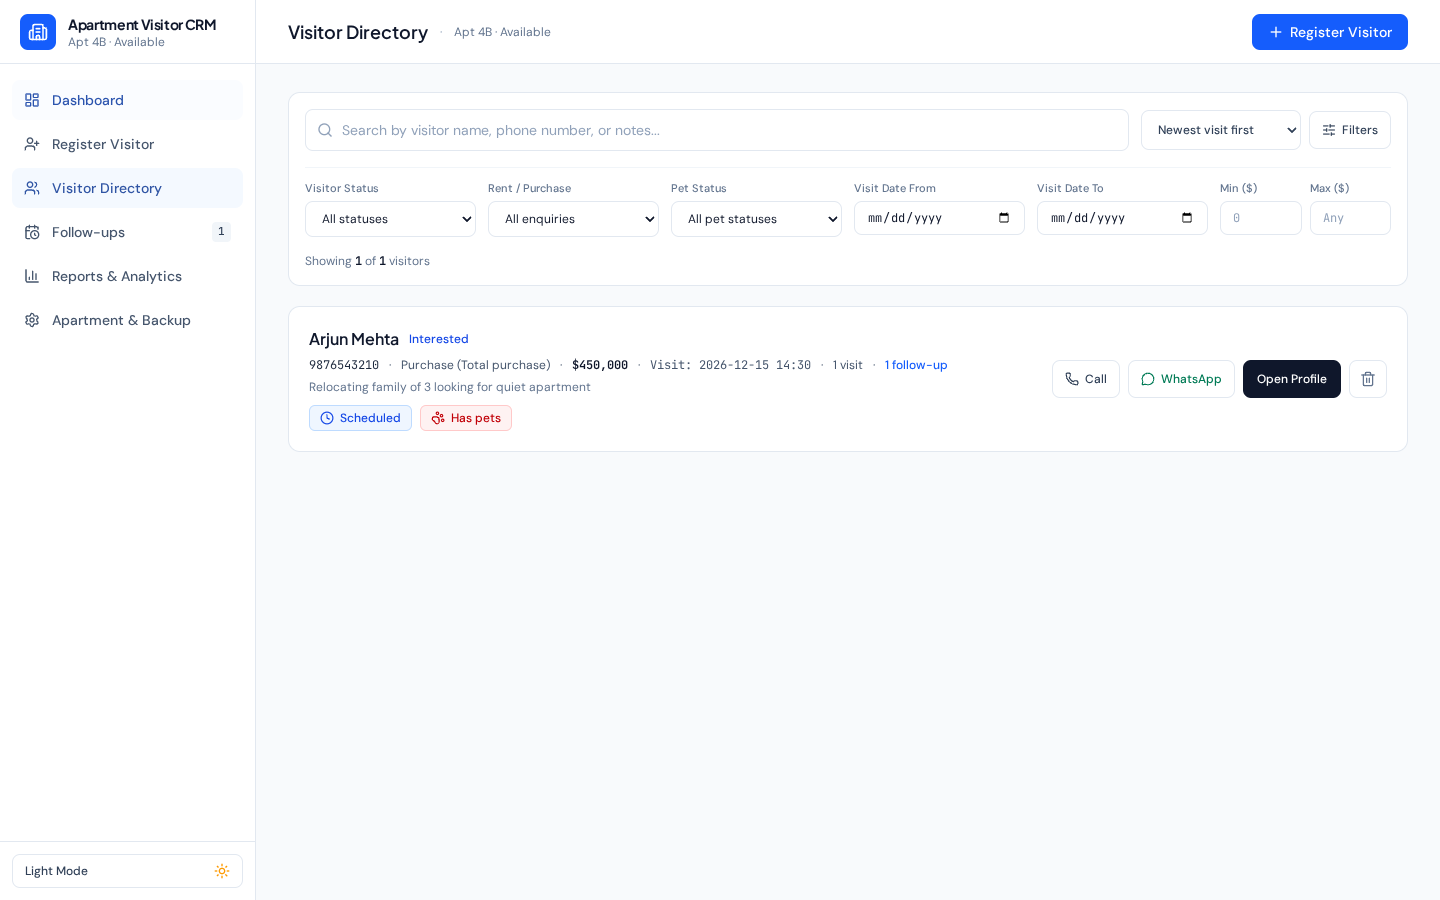 Apartment Visitor CRM
Apt 4B · Available
Dashboard
Register Visitor
Visitor Directory
Follow-ups 1
Reports & Analytics
Apartment & Backup
Light Mode
Visitor Directory · Apt 4B · Available
Register Visitor
Search by visitor name, phone number, or notes...
Newest visit first
Filters
Visitor Status Rent / Purchase Pet Status Visit Date From Visit Date To Min ($) Max ($)
All statuses All enquiries All pet statuses mm/dd/yyyy mm/dd/yyyy 0 Any
Showing 1 of 1 visitors
Arjun Mehta Interested
9876543210 · Purchase (Total purchase) · $450,000 · Visit: 2026-12-15 14:30 · 1 visit · 1 follow-up
Relocating family of 3 looking for quiet apartment
Scheduled Has pets
Call WhatsApp Open Profile